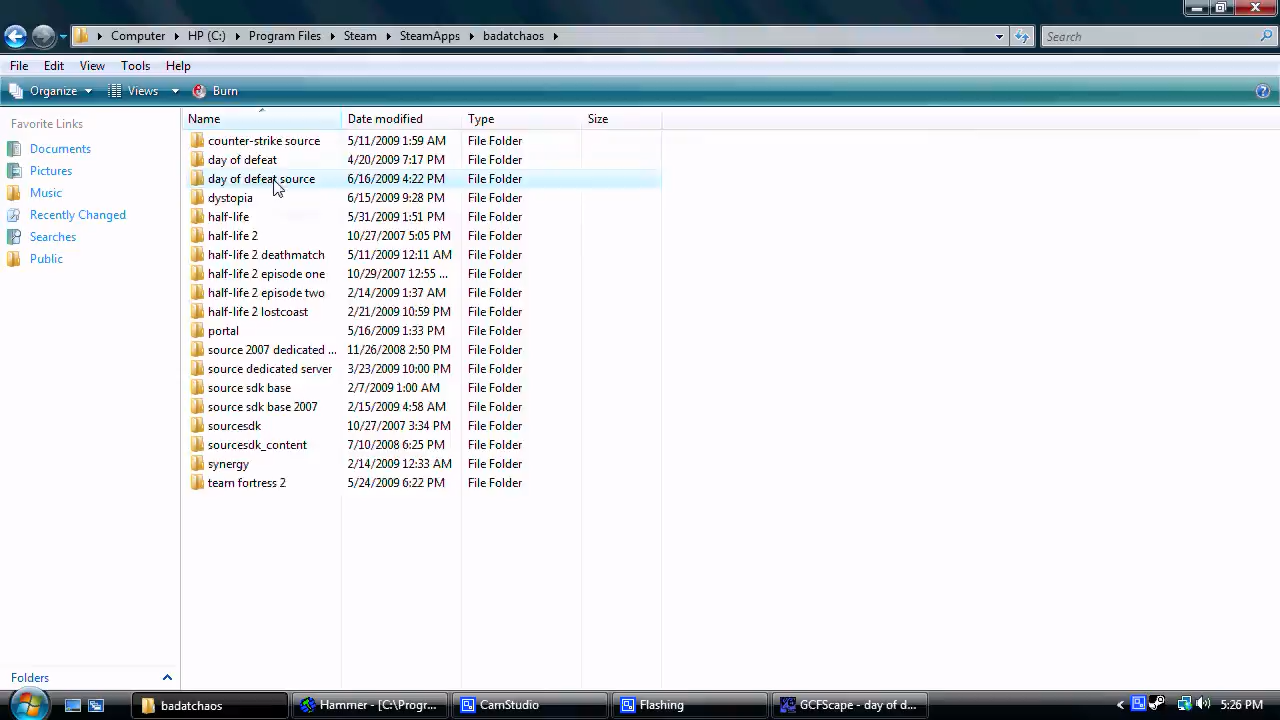 Computer HP (C:) Program Files Steam SteamApps badatchaos Search
File Edit View Tools Help
Organize Views Burn
Favorite Links
Documents
Pictures
Music
Recently Changed
Searches
Public
Folders
Name Date modified Type Size
counter-strike source 5/11/2009 1:59 AM File Folder
day of defeat 4/20/2009 7:17 PM File Folder
day of defeat source 6/16/2009 4:22 PM File Folder
dystopia 6/15/2009 9:28 PM File Folder
half-life 5/31/2009 1:51 PM File Folder
half-life 2 10/27/2007 5:05 PM File Folder
half-life 2 deathmatch 5/11/2009 12:11 AM File Folder
half-life 2 episode one 10/29/2007 12:55 ... File Folder
half-life 2 episode two 2/14/2009 1:37 AM File Folder
half-life 2 lostcoast 2/21/2009 10:59 PM File Folder
portal 5/16/2009 1:33 PM File Folder
source 2007 dedicated ... 11/26/2008 2:50 PM File Folder
source dedicated server 3/23/2009 10:00 PM File Folder
source sdk base 2/7/2009 1:00 AM File Folder
source sdk base 2007 2/15/2009 4:58 AM File Folder
sourcesdk 10/27/2007 3:34 PM File Folder
sourcesdk_content 7/10/2008 6:25 PM File Folder
synergy 2/14/2009 12:33 AM File Folder
team fortress 2 5/24/2009 6:22 PM File Folder
badatchaos Hammer - [C:\Progr... CamStudio Flashing GCFScape - day of d... 5:26 PM